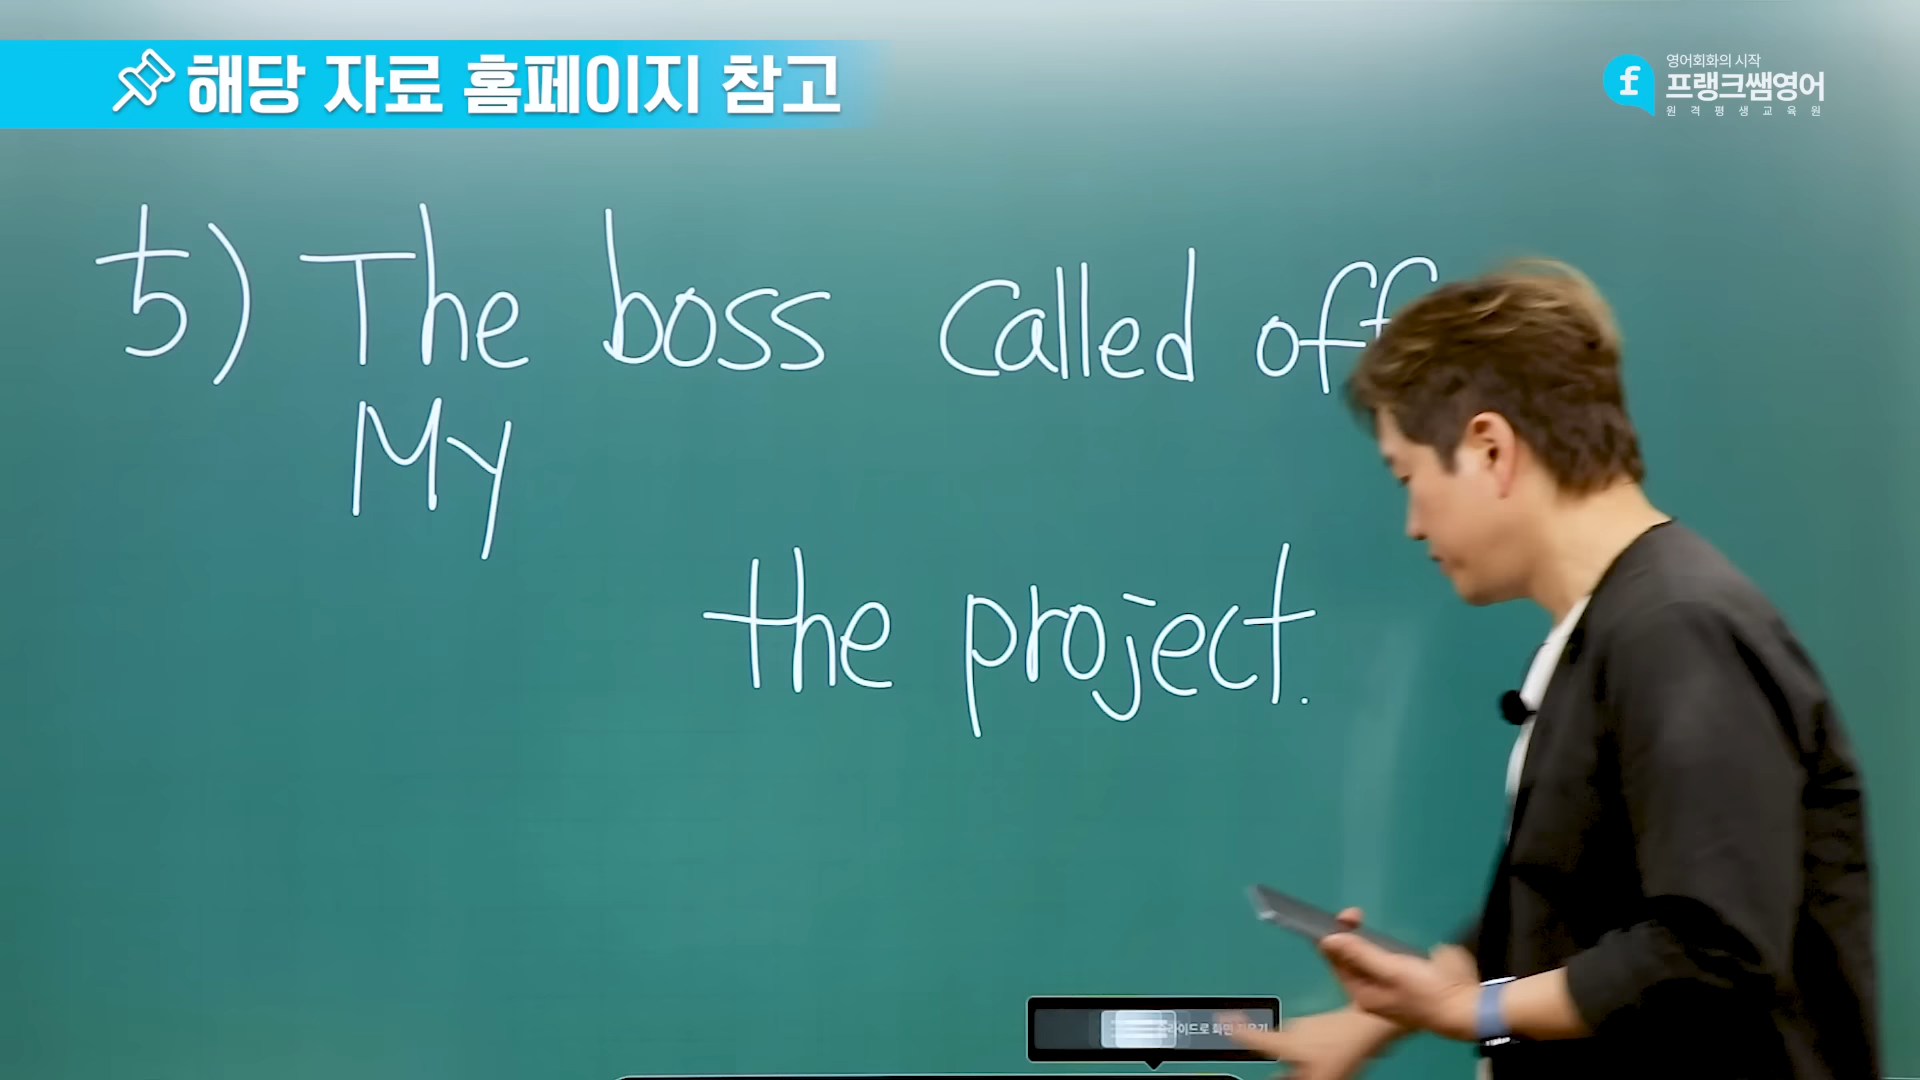 해당 자료 홈페이지 참고
영어회화의 시작
프랭크쌤영어
원격평생교육원
5) The boss called off
My
the project.